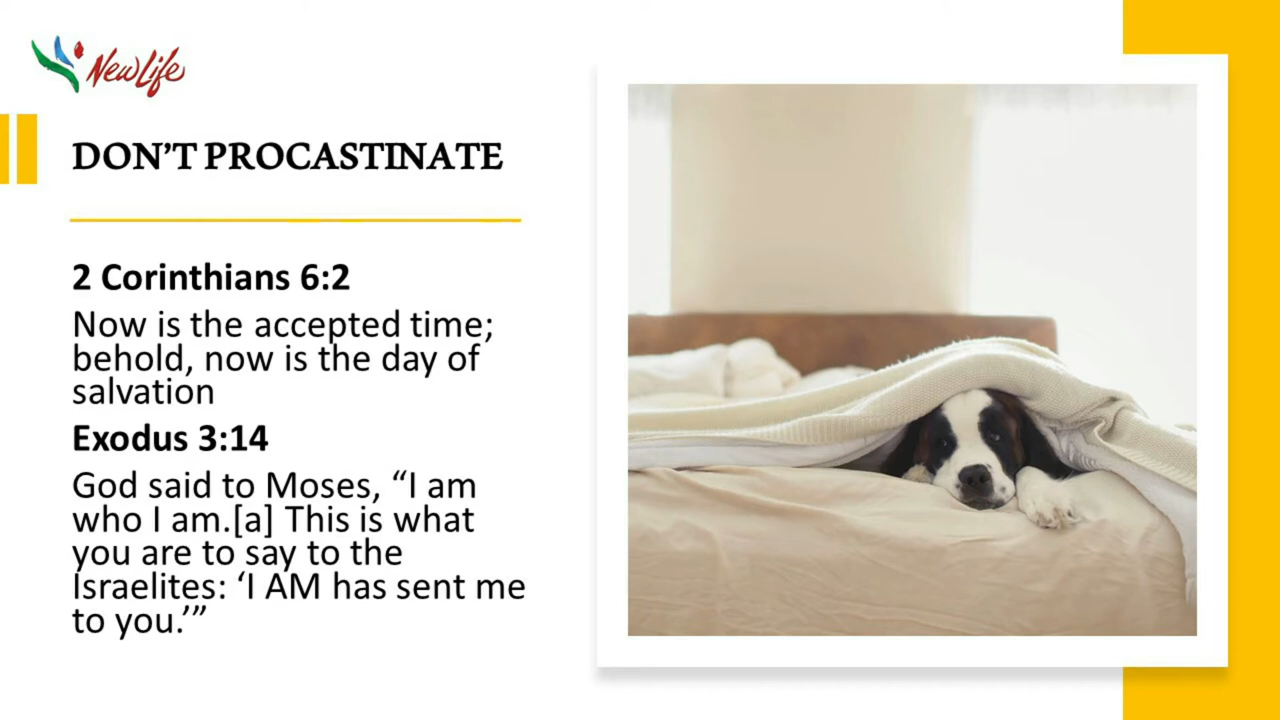 NewLife
DON’T PROCASTINATE
2 Corinthians 6:2
Now is the accepted time;
behold, now is the day of
salvation
Exodus 3:14
God said to Moses, “I am
who I am.[a] This is what
you are to say to the
Israelites: ‘I AM has sent me
to you.’”